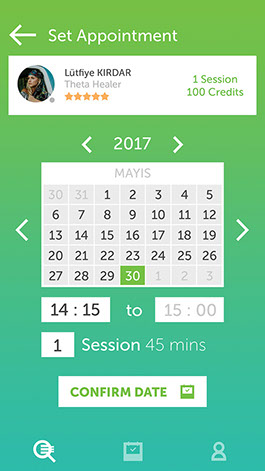 Set Appointment
Lütfiye KIRDAR
Theta Healer
1 Session
100 Credits
2017
MAYIS
30 31 1 2 3 4 5
6 7 8 9 10 11 12
13 14 15 16 17 18 19
20 21 22 23 23 25 26
27 28 29 30 1 2 3
14 : 15 to 15 : 00
1 Session 45 mins
CONFIRM DATE